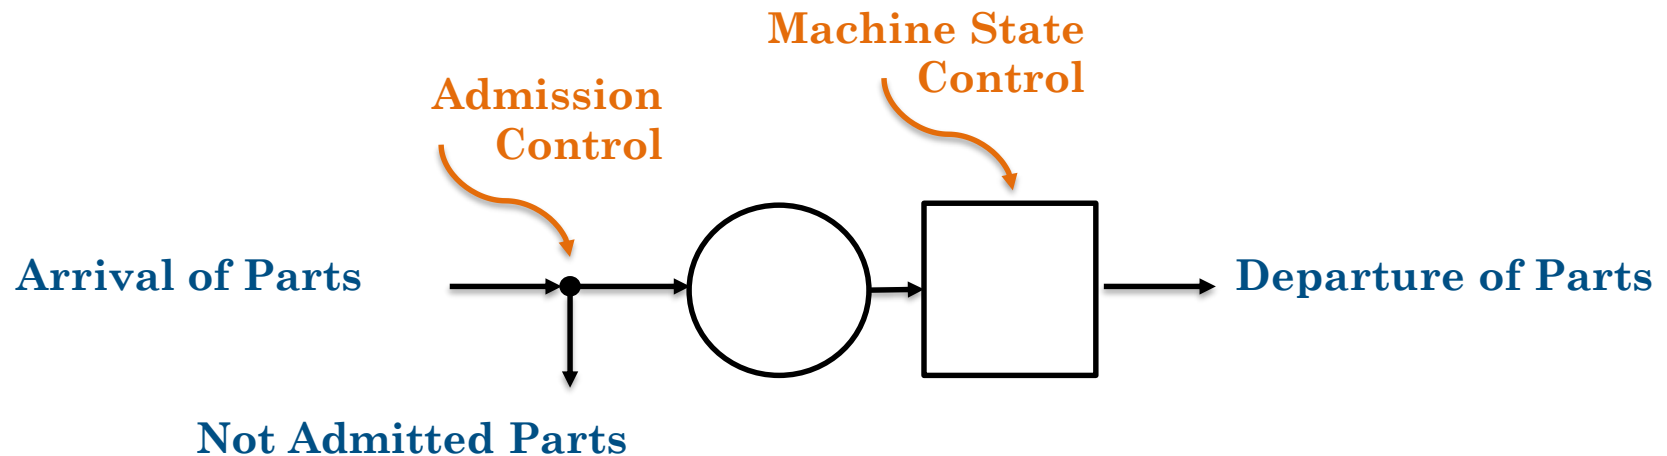 Machine State
Control
Admission
Control
Arrival of Parts
Departure of Parts
Not Admitted Parts